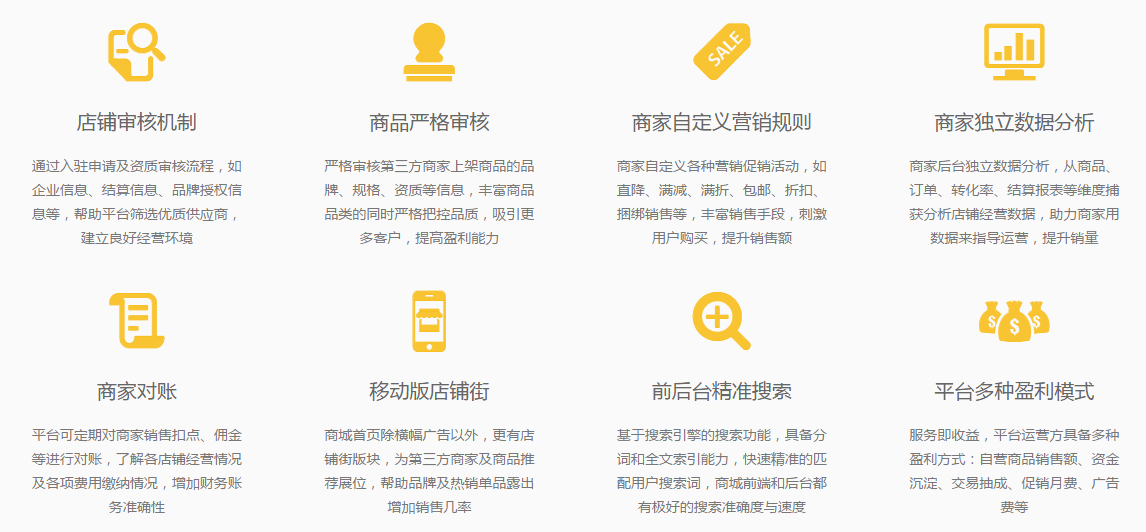 SALE
店铺审核机制
通过入驻申请及资质审核流程，如
企业信息、结算信息、品牌授权信
息等，帮助平台筛选优质供应商，
建立良好经营环境
商品严格审核
严格审核第三方商家上架商品的品
牌、规格、资质等信息，丰富商品
品类的同时严格把控品质，吸引更
多客户，提高盈利能力
商家自定义营销规则
商家自定义各种营销促销活动，如
直降、满减、满折、包邮、折扣、
捆绑销售等，丰富销售手段，刺激
用户购买，提升销售额
商家独立数据分析
商家后台独立数据分析，从商品、
订单、转化率、结算报表等维度捕
获分析店铺经营数据，助力商家用
数据来指导运营，提升销量
$ $ $
商家对账
平台可定期对商家销售扣点、佣金
等进行对账，了解各店铺经营情况
及各项费用缴纳情况，增加财务账
务准确性
移动版店铺街
商城首页除横幅广告以外，更有店
铺街版块，为第三方商家及商品推
荐展位，帮助品牌及热销单品露出
增加销售几率
前后台精准搜索
基于搜索引擎的搜索功能，具备分
词和全文索引能力，快速精准的匹
配用户搜索词，商城前端和后台都
有极好的搜索准确度与速度
平台多种盈利模式
服务即收益，平台运营方具备多种
盈利方式：自营商品销售额、资金
沉淀、交易抽成、促销月费、广告
费等